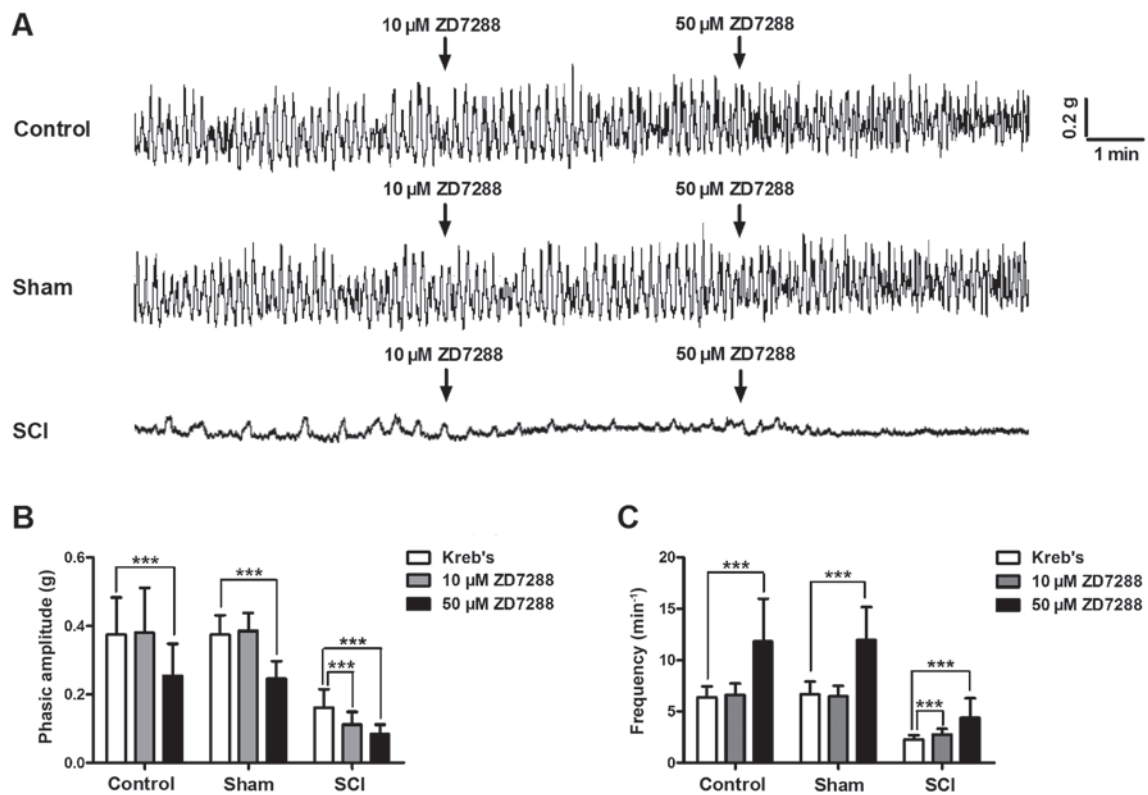 A
10 µM ZD7288 50 µM ZD7288
Control
0.2 g
1 min
10 µM ZD7288 50 µM ZD7288
Sham
10 µM ZD7288 50 µM ZD7288
SCI
B
Phasic amplitude (g)
0.6
0.4
0.2
0.0
***
***
***
***
Control Sham SCI
Kreb's
10 µM ZD7288
50 µM ZD7288
C
Frequency (min⁻¹)
20
15
10
5
0
***
***
***
***
Control Sham SCI
Kreb's
10 µM ZD7288
50 µM ZD7288